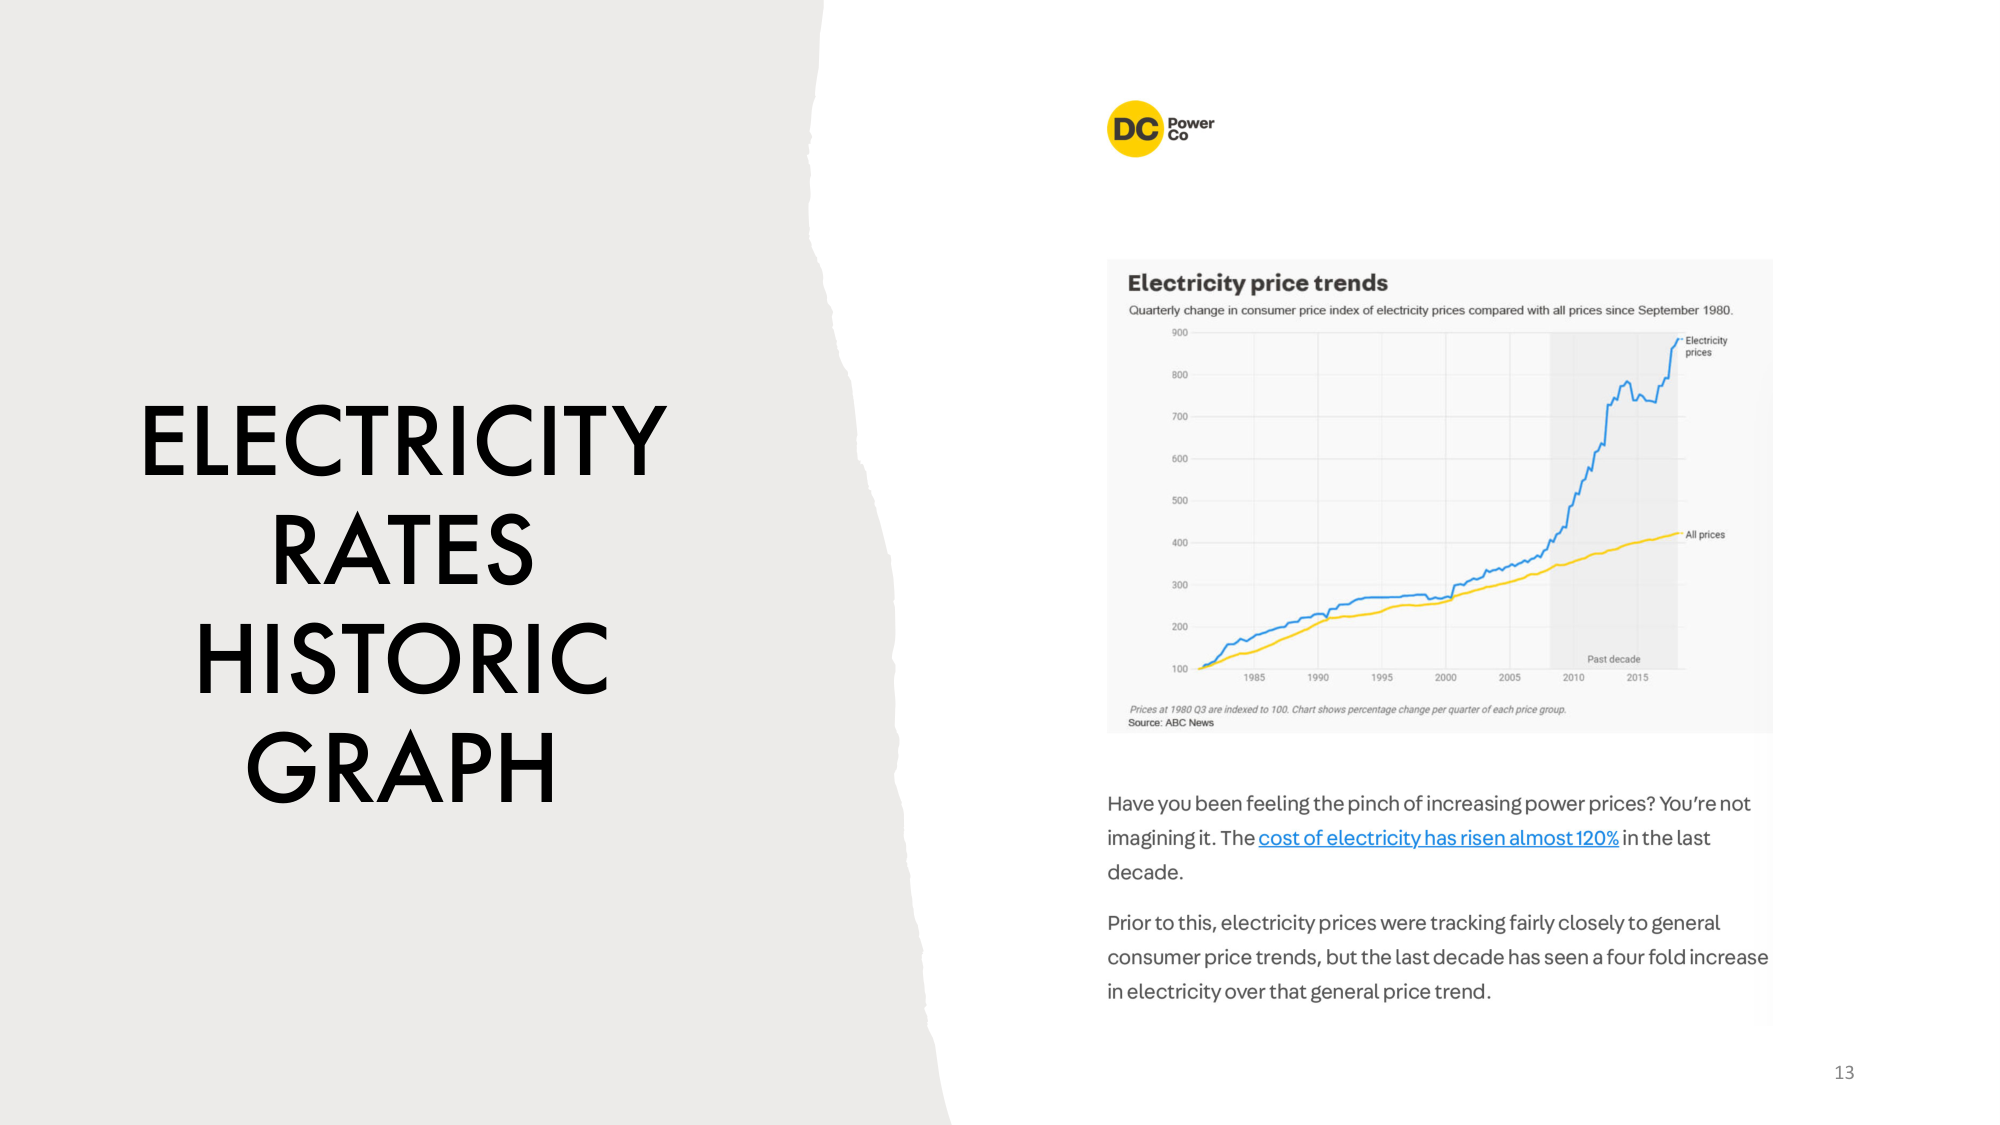 ELECTRICITY
RATES
HISTORIC
GRAPH
DC Power
Co
Electricity price trends
Quarterly change in consumer price index of electricity prices compared with all prices since September 1980.
900
800
700
600
500
400
300
200
100
Electricity
prices
All prices
Past decade
1985 1990 1995 2000 2005 2010 2015
Prices at 1980 Q3 are indexed to 100. Chart shows percentage change per quarter of each price group.
Source: ABC News
Have you been feeling the pinch of increasing power prices? You’re not
imagining it. The cost of electricity has risen almost 120% in the last
decade.
Prior to this, electricity prices were tracking fairly closely to general
consumer price trends, but the last decade has seen a four fold increase
in electricity over that general price trend.
13